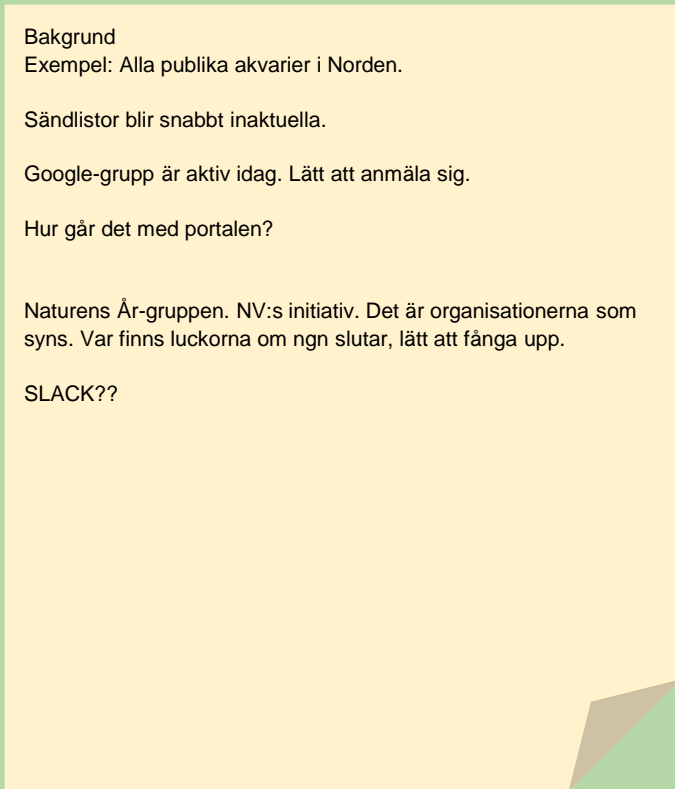 Bakgrund
Exempel: Alla publika akvarier i Norden.
Sändlistor blir snabbt inaktuella.
Google-grupp är aktiv idag. Lätt att anmäla sig.
Hur går det med portalen?
Naturens År-gruppen. NV:s initiativ. Det är organisationerna som
syns. Var finns luckorna om ngn slutar, lätt att fånga upp.
SLACK??